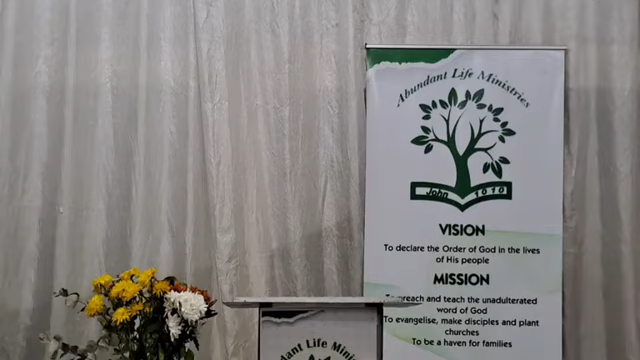 Abundant Life Ministries
John 10 10
VISION
To declare the Order of God in the lives
of His people
MISSION
preach and teach the unadulterated
word of God
To evangelise, make disciples and plant
churches
To be a haven for families
Abundant Life